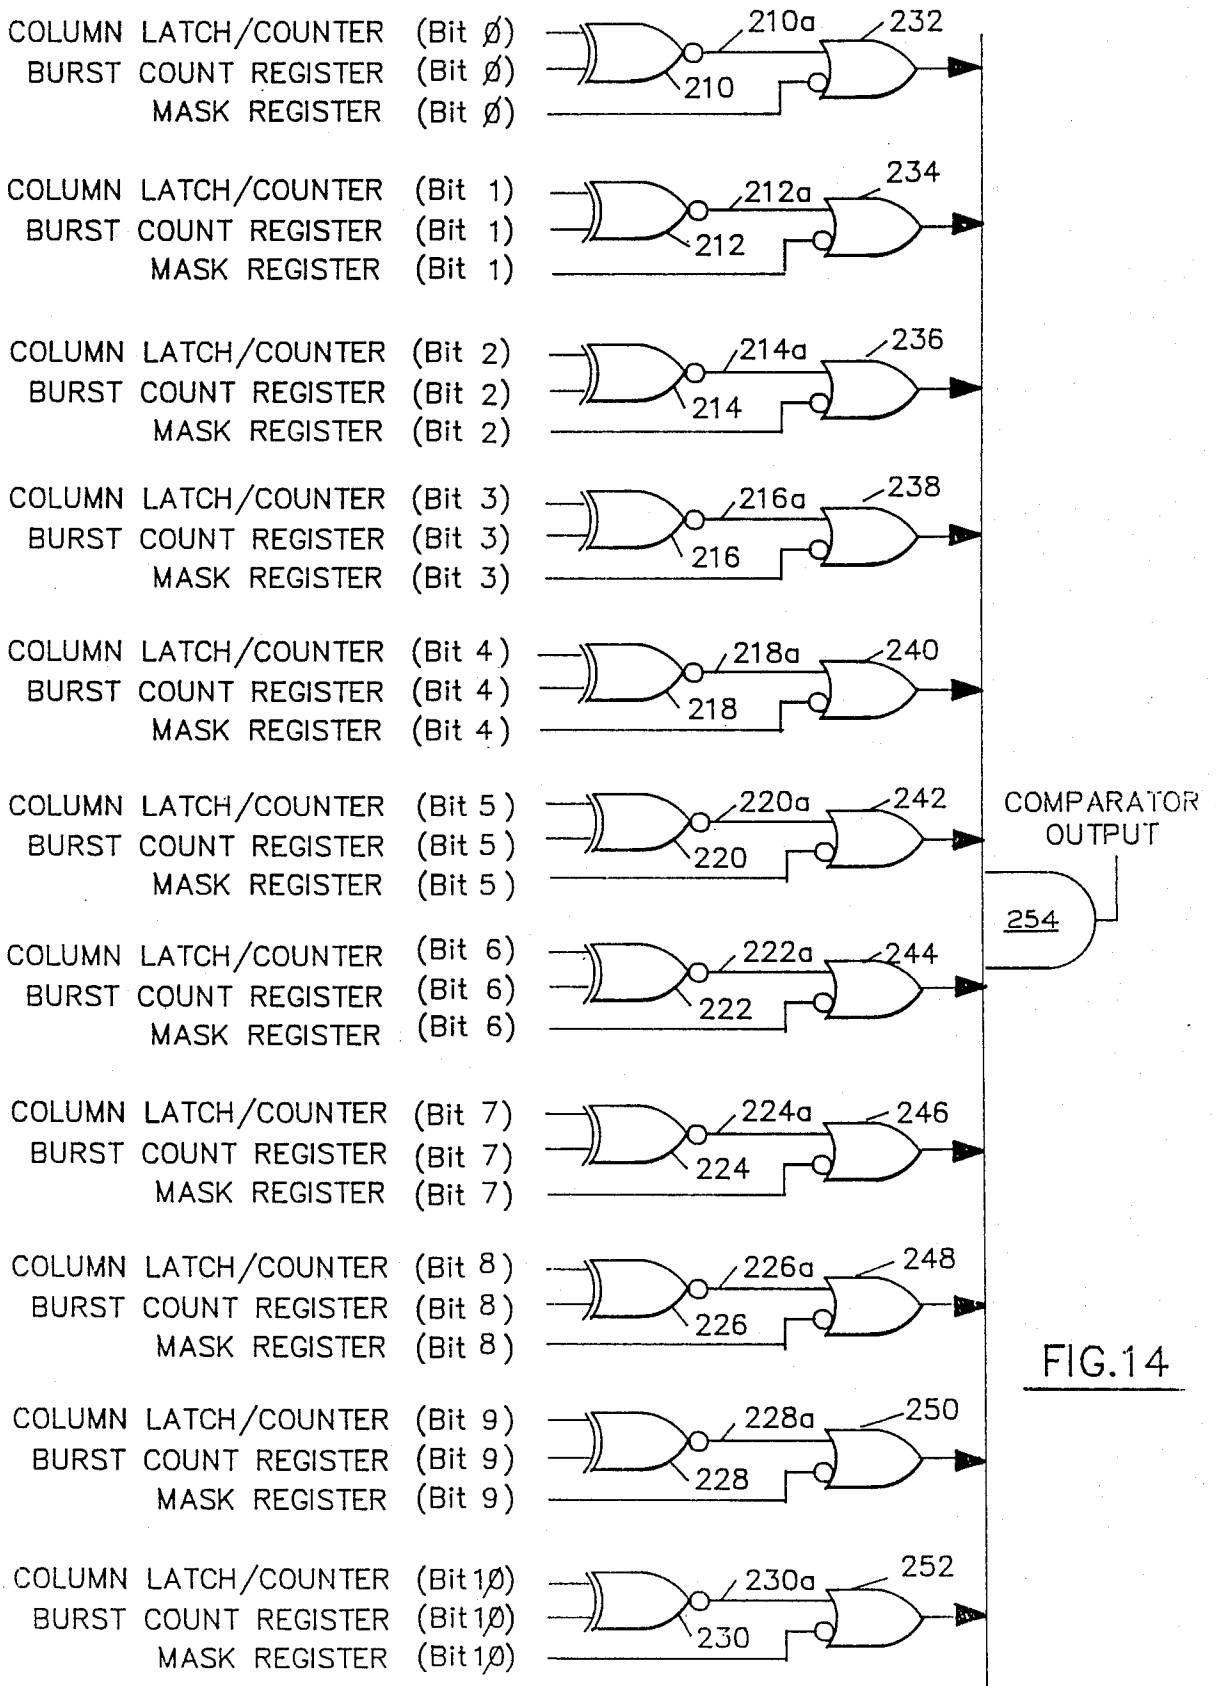 COLUMN LATCH/COUNTER (Bit Ø) 210a 232
BURST COUNT REGISTER (Bit Ø) 210
MASK REGISTER (Bit Ø)
COLUMN LATCH/COUNTER (Bit 1) 212a 234
BURST COUNT REGISTER (Bit 1) 212
MASK REGISTER (Bit 1)
COLUMN LATCH/COUNTER (Bit 2) 214a 236
BURST COUNT REGISTER (Bit 2) 214
MASK REGISTER (Bit 2)
COLUMN LATCH/COUNTER (Bit 3) 216a 238
BURST COUNT REGISTER (Bit 3) 216
MASK REGISTER (Bit 3)
COLUMN LATCH/COUNTER (Bit 4) 218a 240
BURST COUNT REGISTER (Bit 4) 218
MASK REGISTER (Bit 4)
COLUMN LATCH/COUNTER (Bit 5) 220a 242
BURST COUNT REGISTER (Bit 5) 220
MASK REGISTER (Bit 5)
COMPARATOR
OUTPUT
254
COLUMN LATCH/COUNTER (Bit 6) 222a 244
BURST COUNT REGISTER (Bit 6) 222
MASK REGISTER (Bit 6)
COLUMN LATCH/COUNTER (Bit 7) 224a 246
BURST COUNT REGISTER (Bit 7) 224
MASK REGISTER (Bit 7)
COLUMN LATCH/COUNTER (Bit 8) 226a 248
BURST COUNT REGISTER (Bit 8) 226
MASK REGISTER (Bit 8)
FIG.14
COLUMN LATCH/COUNTER (Bit 9) 228a 250
BURST COUNT REGISTER (Bit 9) 228
MASK REGISTER (Bit 9)
COLUMN LATCH/COUNTER (Bit 1Ø) 230a 252
BURST COUNT REGISTER (Bit 1Ø) 230
MASK REGISTER (Bit 1Ø)